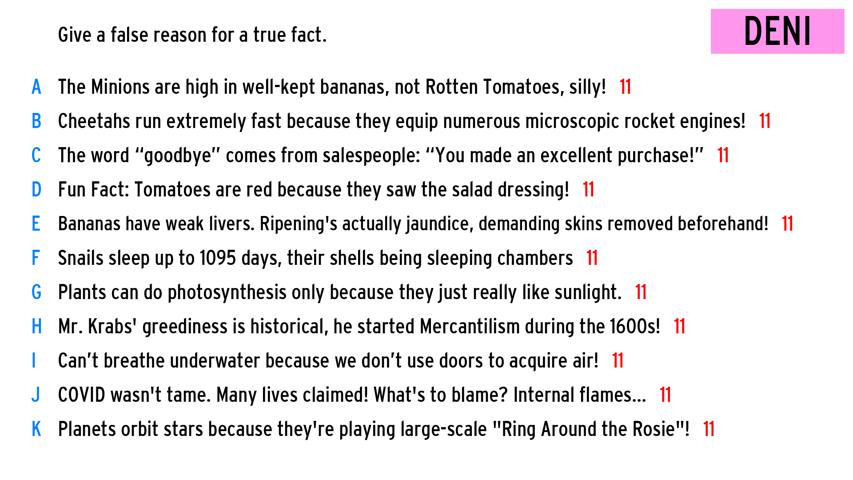 Give a false reason for a true fact.
DENI
A The Minions are high in well-kept bananas, not Rotten Tomatoes, silly! 11
B Cheetahs run extremely fast because they equip numerous microscopic rocket engines! 11
C The word “goodbye” comes from salespeople: “You made an excellent purchase!” 11
D Fun Fact: Tomatoes are red because they saw the salad dressing! 11
E Bananas have weak livers. Ripening's actually jaundice, demanding skins removed beforehand! 11
F Snails sleep up to 1095 days, their shells being sleeping chambers 11
G Plants can do photosynthesis only because they just really like sunlight. 11
H Mr. Krabs' greediness is historical, he started Mercantilism during the 1600s! 11
I Can’t breathe underwater because we don’t use doors to acquire air! 11
J COVID wasn't tame. Many lives claimed! What's to blame? Internal flames... 11
K Planets orbit stars because they're playing large-scale "Ring Around the Rosie"! 11